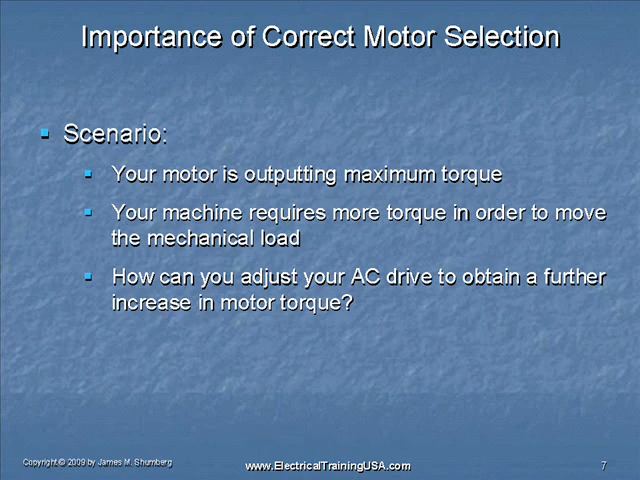 Importance of Correct Motor Selection
Scenario:
Your motor is outputting maximum torque
Your machine requires more torque in order to move
the mechanical load
How can you adjust your AC drive to obtain a further
increase in motor torque?
Copyright © 2009 by James M. Shumberg
www.ElectricalTrainingUSA.com
7